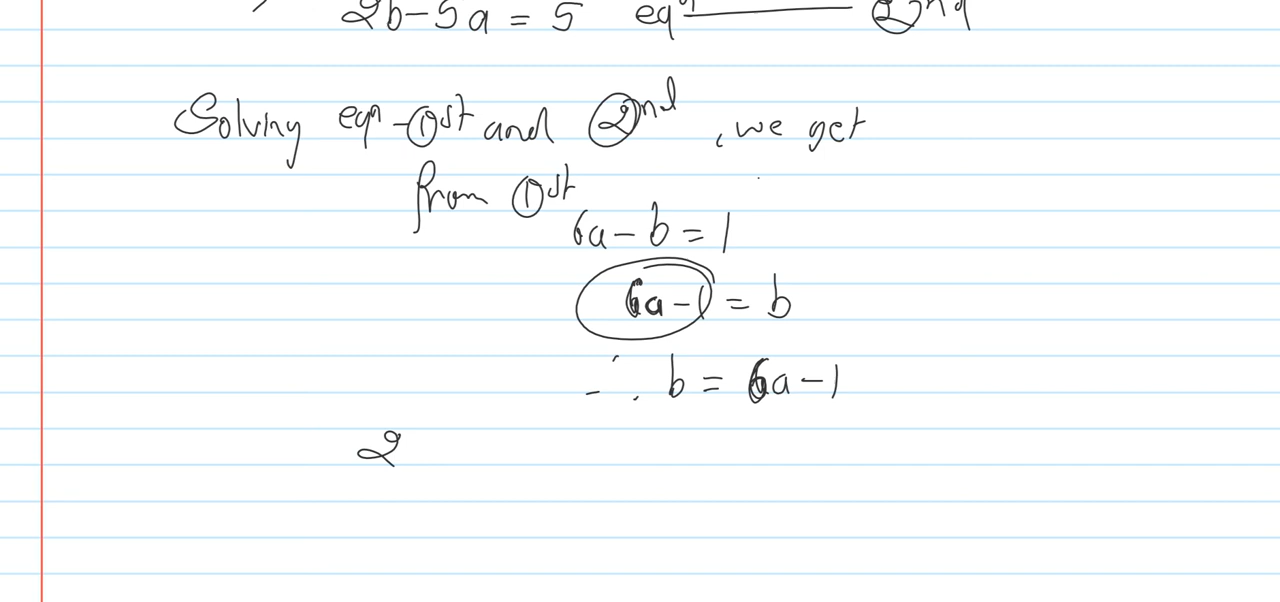 2b-5a = 5 eqn 2nd
Solving eqn-①st and ②nd, we get
from ①st
6a - b = 1
6a - 1 = b
∴ b = 6a - 1
2